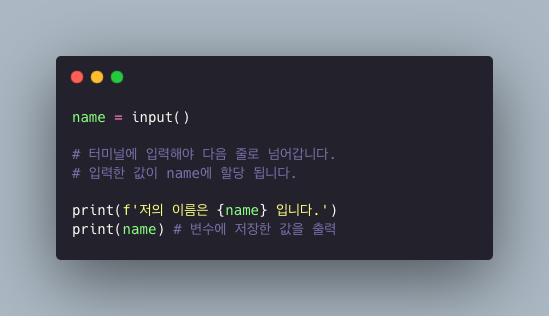 name = input()
# 터미널에 입력해야 다음 줄로 넘어갑니다.
# 입력한 값이 name에 할당 됩니다.
print(f'저의 이름은 {name} 입니다.')
print(name) # 변수에 저장한 값을 출력